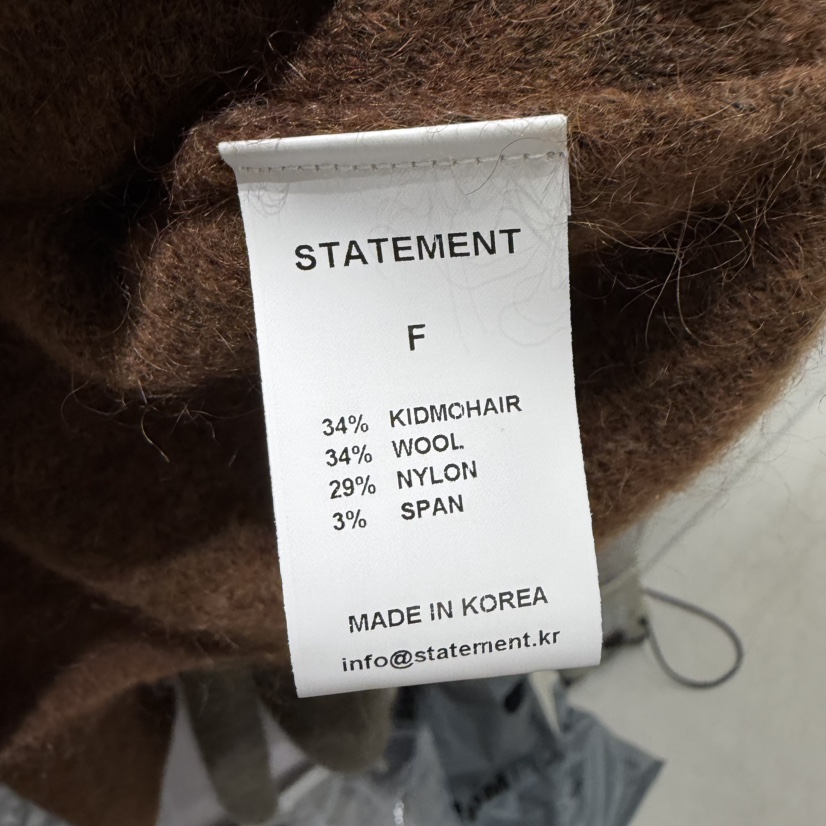 STATEMENT
F
34% KIDMOHAIR
34% WOOL
29% NYLON
3% SPAN
MADE IN KOREA
info@statement.kr